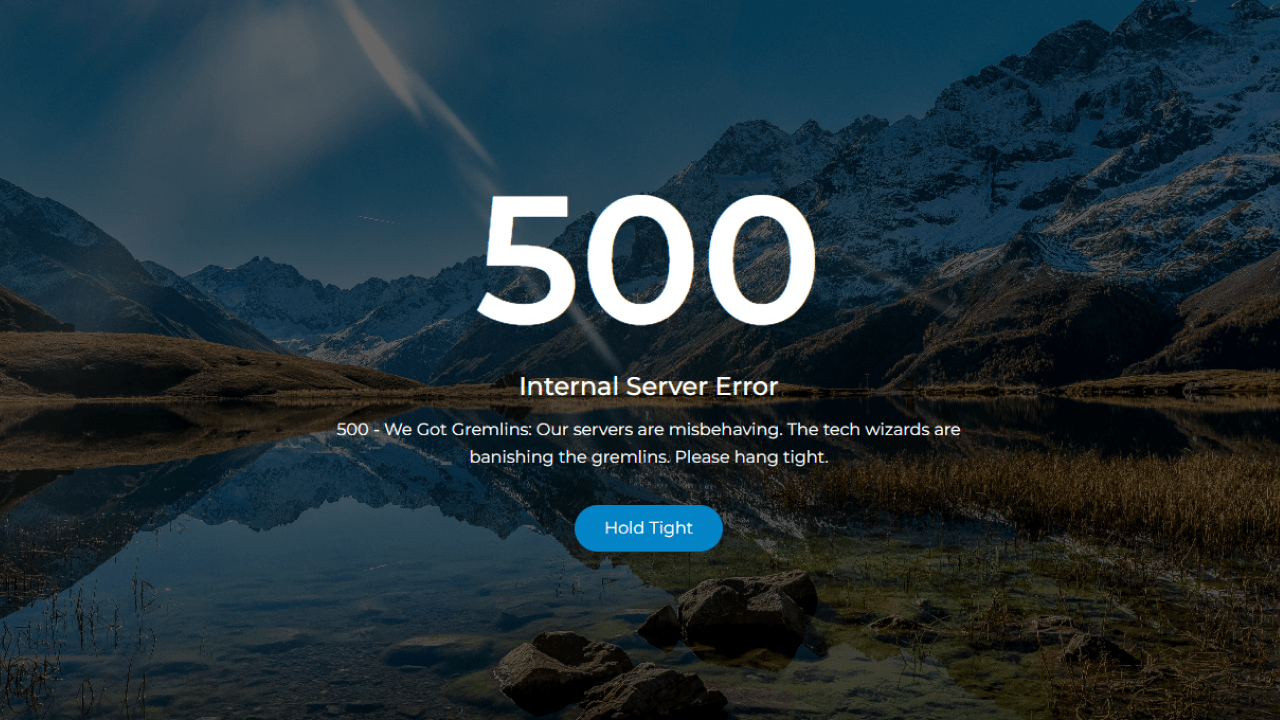 500
Internal Server Error
500 - We Got Gremlins: Our servers are misbehaving. The tech wizards are
banishing the gremlins. Please hang tight.
Hold Tight